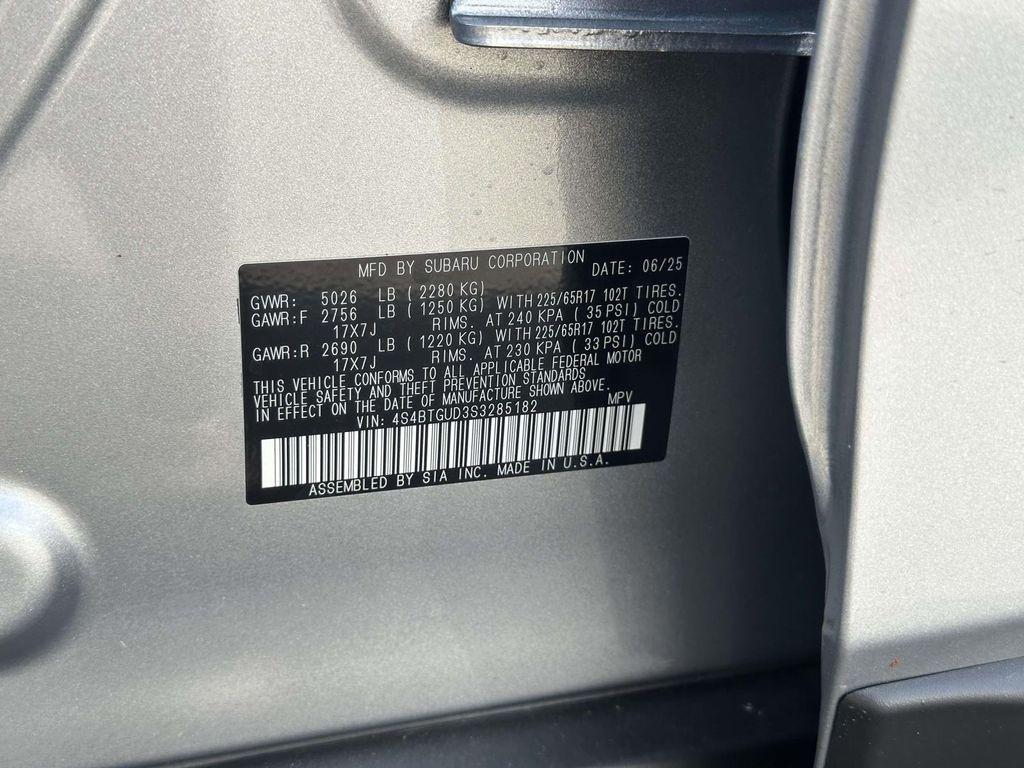 MFD BY SUBARU CORPORATION DATE: 06/25
GVWR: 5026 LB ( 2280 KG)
GAWR:F 2756 LB ( 1250 KG) WITH 225/65R17 102T TIRES.
17X7J RIMS. AT 240 KPA ( 35 PSI) COLD
GAWR:R 2690 LB ( 1220 KG) WITH 225/65R17 102T TIRES.
17X7J RIMS. AT 230 KPA ( 33 PSI) COLD
THIS VEHICLE CONFORMS TO ALL APPLICABLE FEDERAL MOTOR
VEHICLE SAFETY AND THEFT PREVENTION STANDARDS
IN EFFECT ON THE DATE OF MANUFACTURE SHOWN ABOVE.
VIN: 4S4BTGUD3S3285182 MPV
ASSEMBLED BY SIA INC. MADE IN U.S.A.